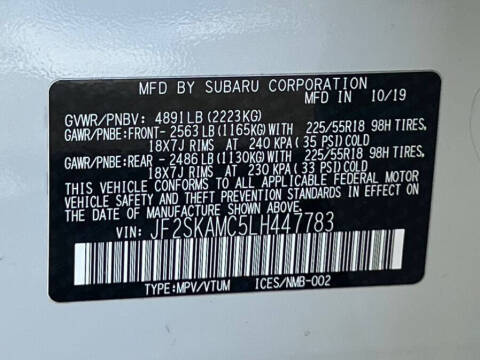 MFD BY SUBARU CORPORATION
MFD IN 10/19
GVWR/PNBV: 4891LB (2223KG)
GAWR/PNBE:FRONT- 2563 LB (1165KG) WITH 225/55R18 98H TIRES,
18X7J RIMS AT 240 KPA (35 PSI) COLD
GAWR/PNBE:REAR -2486 LB (1130KG) WITH 225/55R18 98H TIRES,
18X7J RIMS AT 230 KPA (33 PSI) COLD
THIS VEHICLE CONFORMS TO ALL APPLICABLE FEDERAL MOTOR
VEHICLE SAFETY AND BUMPER STANDARDS IN EFFECT ON
THE DATE OF MANUFACTURE SHOWN ABOVE.
VIN: JF2SKAMC5LH447783
TYPE:MPV/VTUM ICES/NMB-002